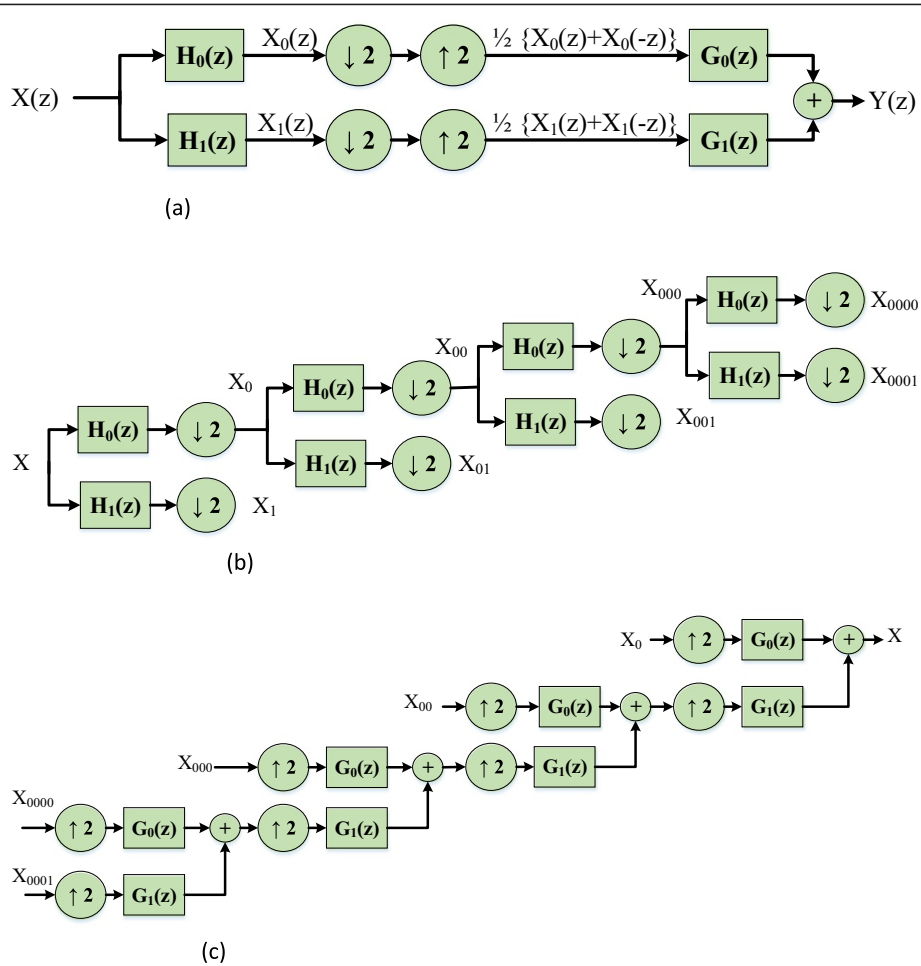 X(z) H₀(z) X₀(z) ↓ 2 ↑ 2 ½ {X₀(z)+X₀(-z)} G₀(z) + Y(z)
H₁(z) X₁(z) ↓ 2 ↑ 2 ½ {X₁(z)+X₁(-z)} G₁(z)
(a)
X₀₀₀ H₀(z) ↓ 2 X₀₀₀₀
X₀₀ H₀(z) ↓ 2 H₁(z) ↓ 2 X₀₀₀₁
X₀ H₀(z) ↓ 2 H₁(z) ↓ 2 X₀₀₁
X H₀(z) ↓ 2 H₁(z) ↓ 2 X₀₁
H₁(z) ↓ 2 X₁
(b)
X₀ ↑ 2 G₀(z) + X
X₀₀ ↑ 2 G₀(z) + ↑ 2 G₁(z)
X₀₀₀ ↑ 2 G₀(z) + ↑ 2 G₁(z)
X₀₀₀₀ ↑ 2 G₀(z) + ↑ 2 G₁(z)
X₀₀₀₁ ↑ 2 G₁(z)
(c)